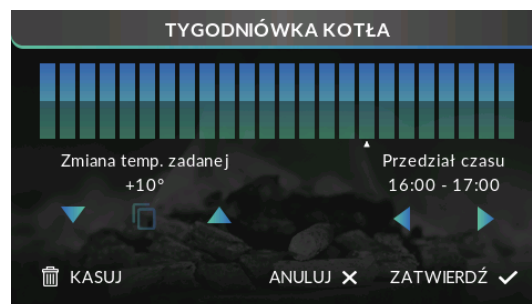 TYGODNIÓWKA KOTŁA
Zmiana temp. zadanej
+10°
Przedział czasu
16:00 - 17:00
KASUJ
ANULUJ
ZATWIERDŹ